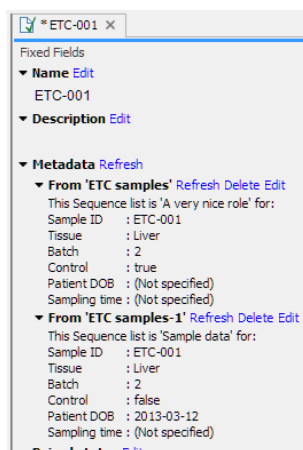 * ETC-001
Fixed Fields
Name Edit
ETC-001
Description Edit
Metadata Refresh
From 'ETC samples' Refresh Delete Edit
This Sequence list is 'A very nice role' for:
Sample ID : ETC-001
Tissue : Liver
Batch : 2
Control : true
Patient DOB : (Not specified)
Sampling time : (Not specified)
From 'ETC samples-1' Refresh Delete Edit
This Sequence list is 'Sample data' for:
Sample ID : ETC-001
Tissue : Liver
Batch : 2
Control : false
Patient DOB : 2013-03-12
Sampling time : (Not specified)